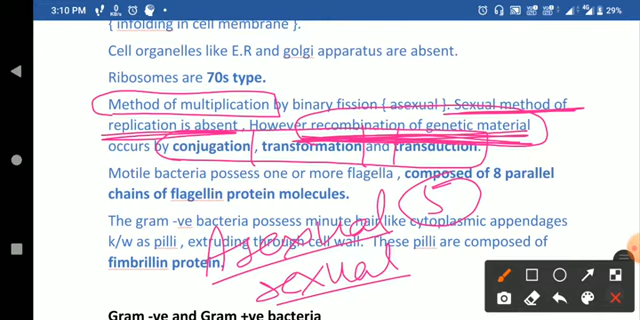 3:10 PM 0 KB/s 29%
{ infolding in cell membrane }.
Cell organelles like E.R and golgi apparatus are absent.
Ribosomes are 70s type.
Method of multiplication by binary fission { asexual }. Sexual method of
replication is absent , However recombination of genetic material
occurs by conjugation , transformation and transduction.
Motile bacteria possess one or more flagella , composed of 8 parallel
chains of flagellin protein molecules.
5
The gram -ve bacteria possess minute hair like cytoplasmic appendages
k/w as pilli , extruding through cell wall. These pilli are composed of
fimbrillin protein.
Asexual
sexual
Gram -ve and Gram +ve bacteria